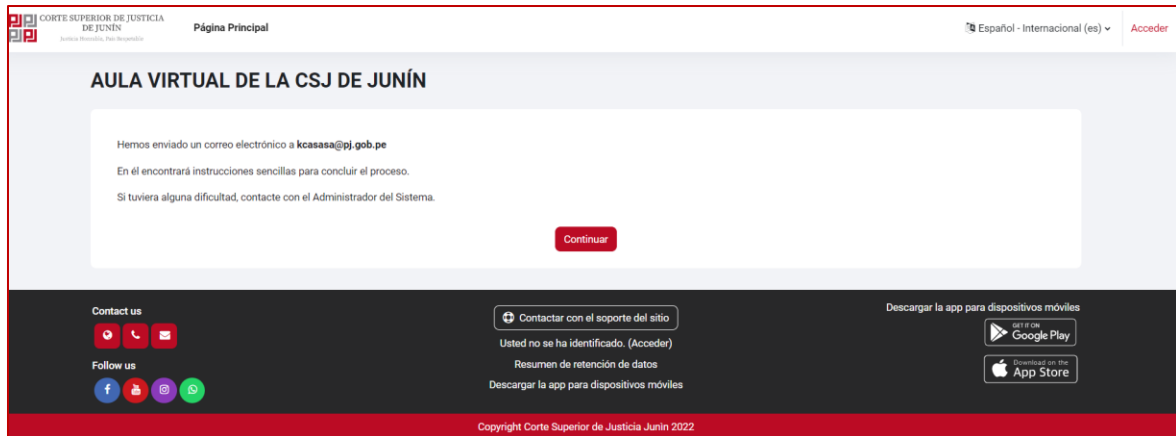 CORTE SUPERIOR DE JUSTICIA
DE JUNÍN
Justicia Honorable, País Respetable
Página Principal
Español - Internacional (es)
Acceder
AULA VIRTUAL DE LA CSJ DE JUNÍN
Hemos enviado un correo electrónico a kcasasa@pj.gob.pe
En él encontrará instrucciones sencillas para concluir el proceso.
Si tuviera alguna dificultad, contacte con el Administrador del Sistema.
Continuar
Contact us
Follow us
Contactar con el soporte del sitio
Usted no se ha identificado. (Acceder)
Resumen de retención de datos
Descargar la app para dispositivos móviles
Descargar la app para dispositivos móviles
GET IT ON
Google Play
Download on the
App Store
Copyright Corte Superior de Justicia Junin 2022